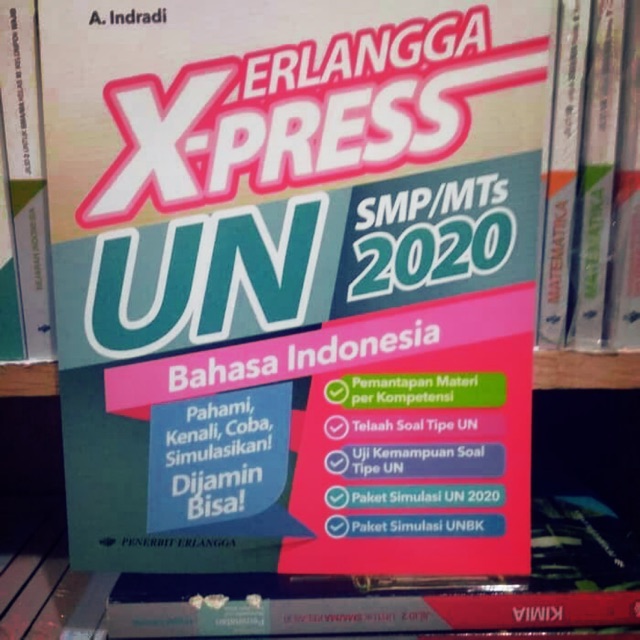 A. Indradi
ERLANGGA
X-PRESS
UN
SMP/MTs
2020
Bahasa Indonesia
Pahami,
Kenali, Coba,
Simulasikan!
Dijamin
Bisa!
Pemantapan Materi
per Kompetensi
Telaah Soal Tipe UN
Uji Kemampuan Soal
Tipe UN
Paket Simulasi UN 2020
Paket Simulasi UNBK
PENERBIT ERLANGGA
MATEMATIKA
MATEMATIKA
KIMIA